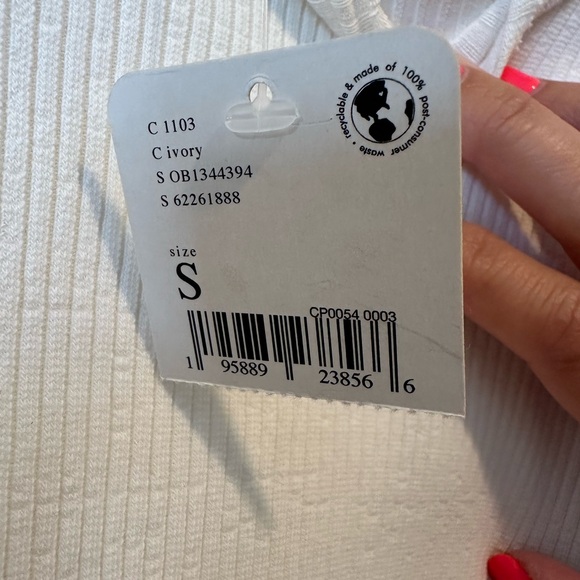 recyclable & made of 100% post-consumer waste •
C 1103
C ivory
S OB1344394
S 62261888
size
S
CP0054 0003
1 95889 23856 6